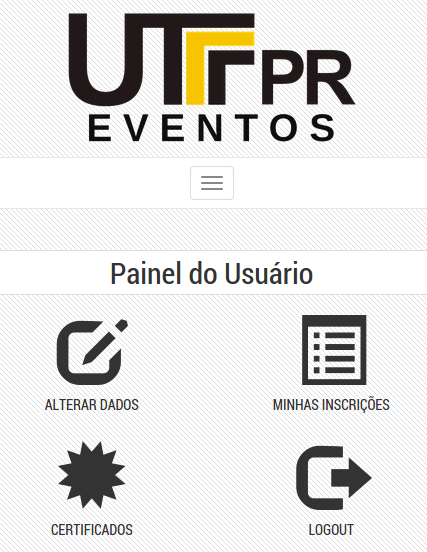 UTFPR
EVENTOS
Painel do Usuário
ALTERAR DADOS
MINHAS INSCRIÇÕES
CERTIFICADOS
LOGOUT